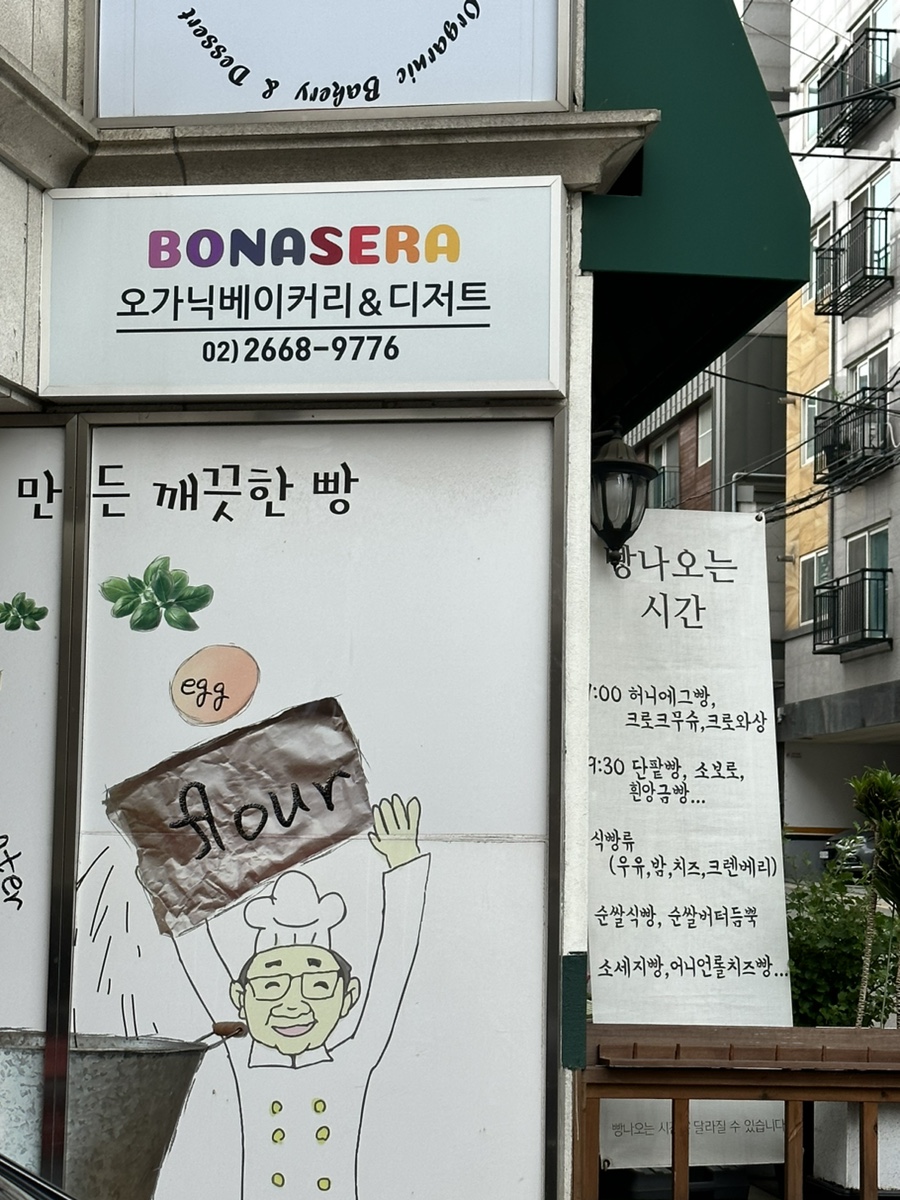 Organic Bakery & Dessert
BONASERA
오가닉베이커리&디저트
02)2668-9776
만든 깨끗한 빵
egg
flour
빵나오는
시간
:00 허니에그빵,
크로크무슈,크로와상
9:30 단팥빵, 소보로,
흰앙금빵...
식빵류
(우유,밤,치즈,크렌베리)
순쌀식빵, 순쌀버터듬뿍
소세지빵,어니언롤치즈빵...
빵나오는 시간 달라질 수 있습니다